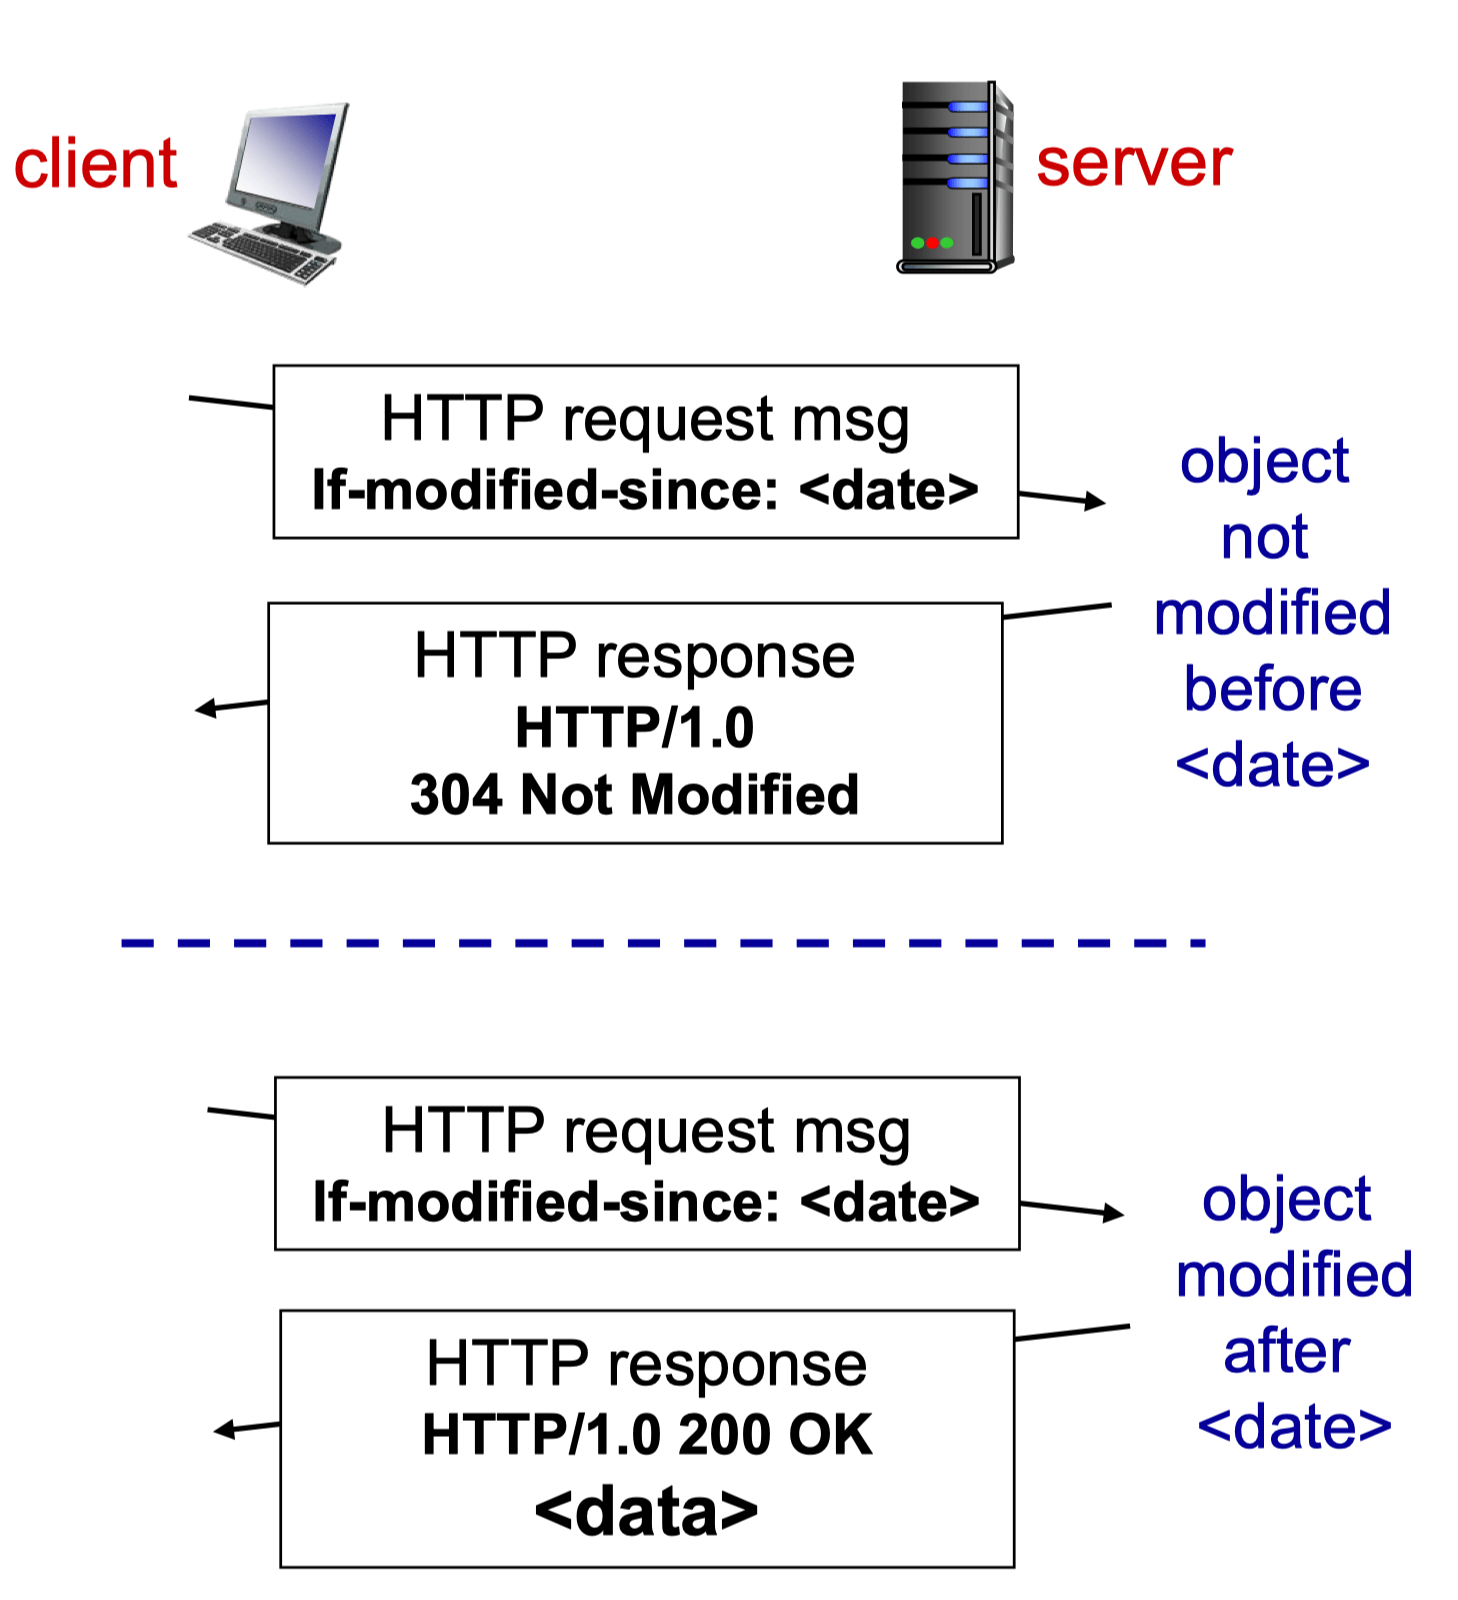 client
server
HTTP request msg
If-modified-since: <date>
object
not
modified
before
<date>
HTTP response
HTTP/1.0
304 Not Modified
HTTP request msg
If-modified-since: <date>
object
modified
after
<date>
HTTP response
HTTP/1.0 200 OK
<data>